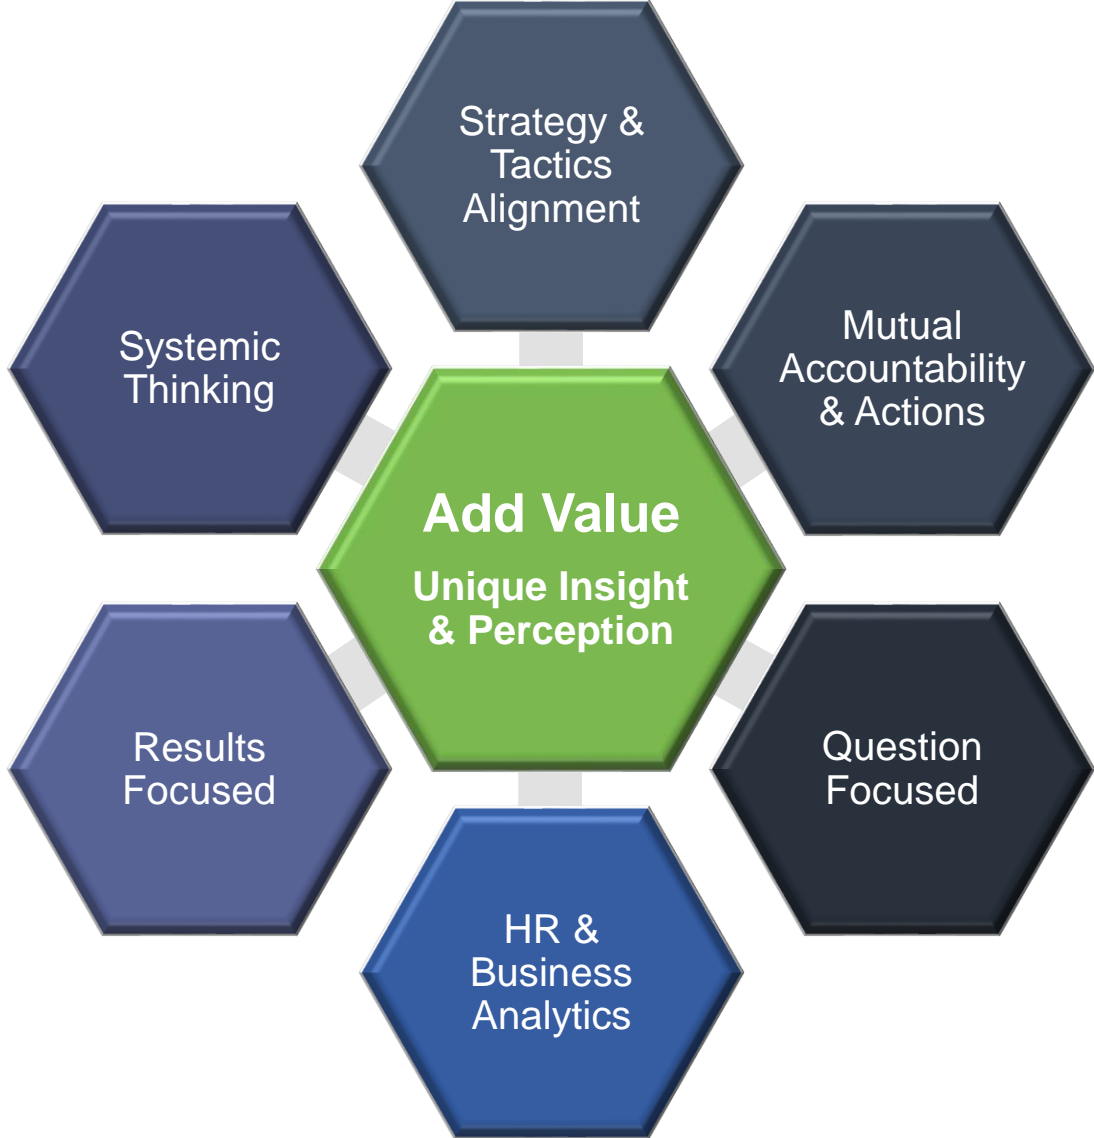 Strategy &
Tactics
Alignment
Mutual
Accountability
& Actions
Question
Focused
HR &
Business
Analytics
Results
Focused
Systemic
Thinking
Add Value
Unique Insight
& Perception